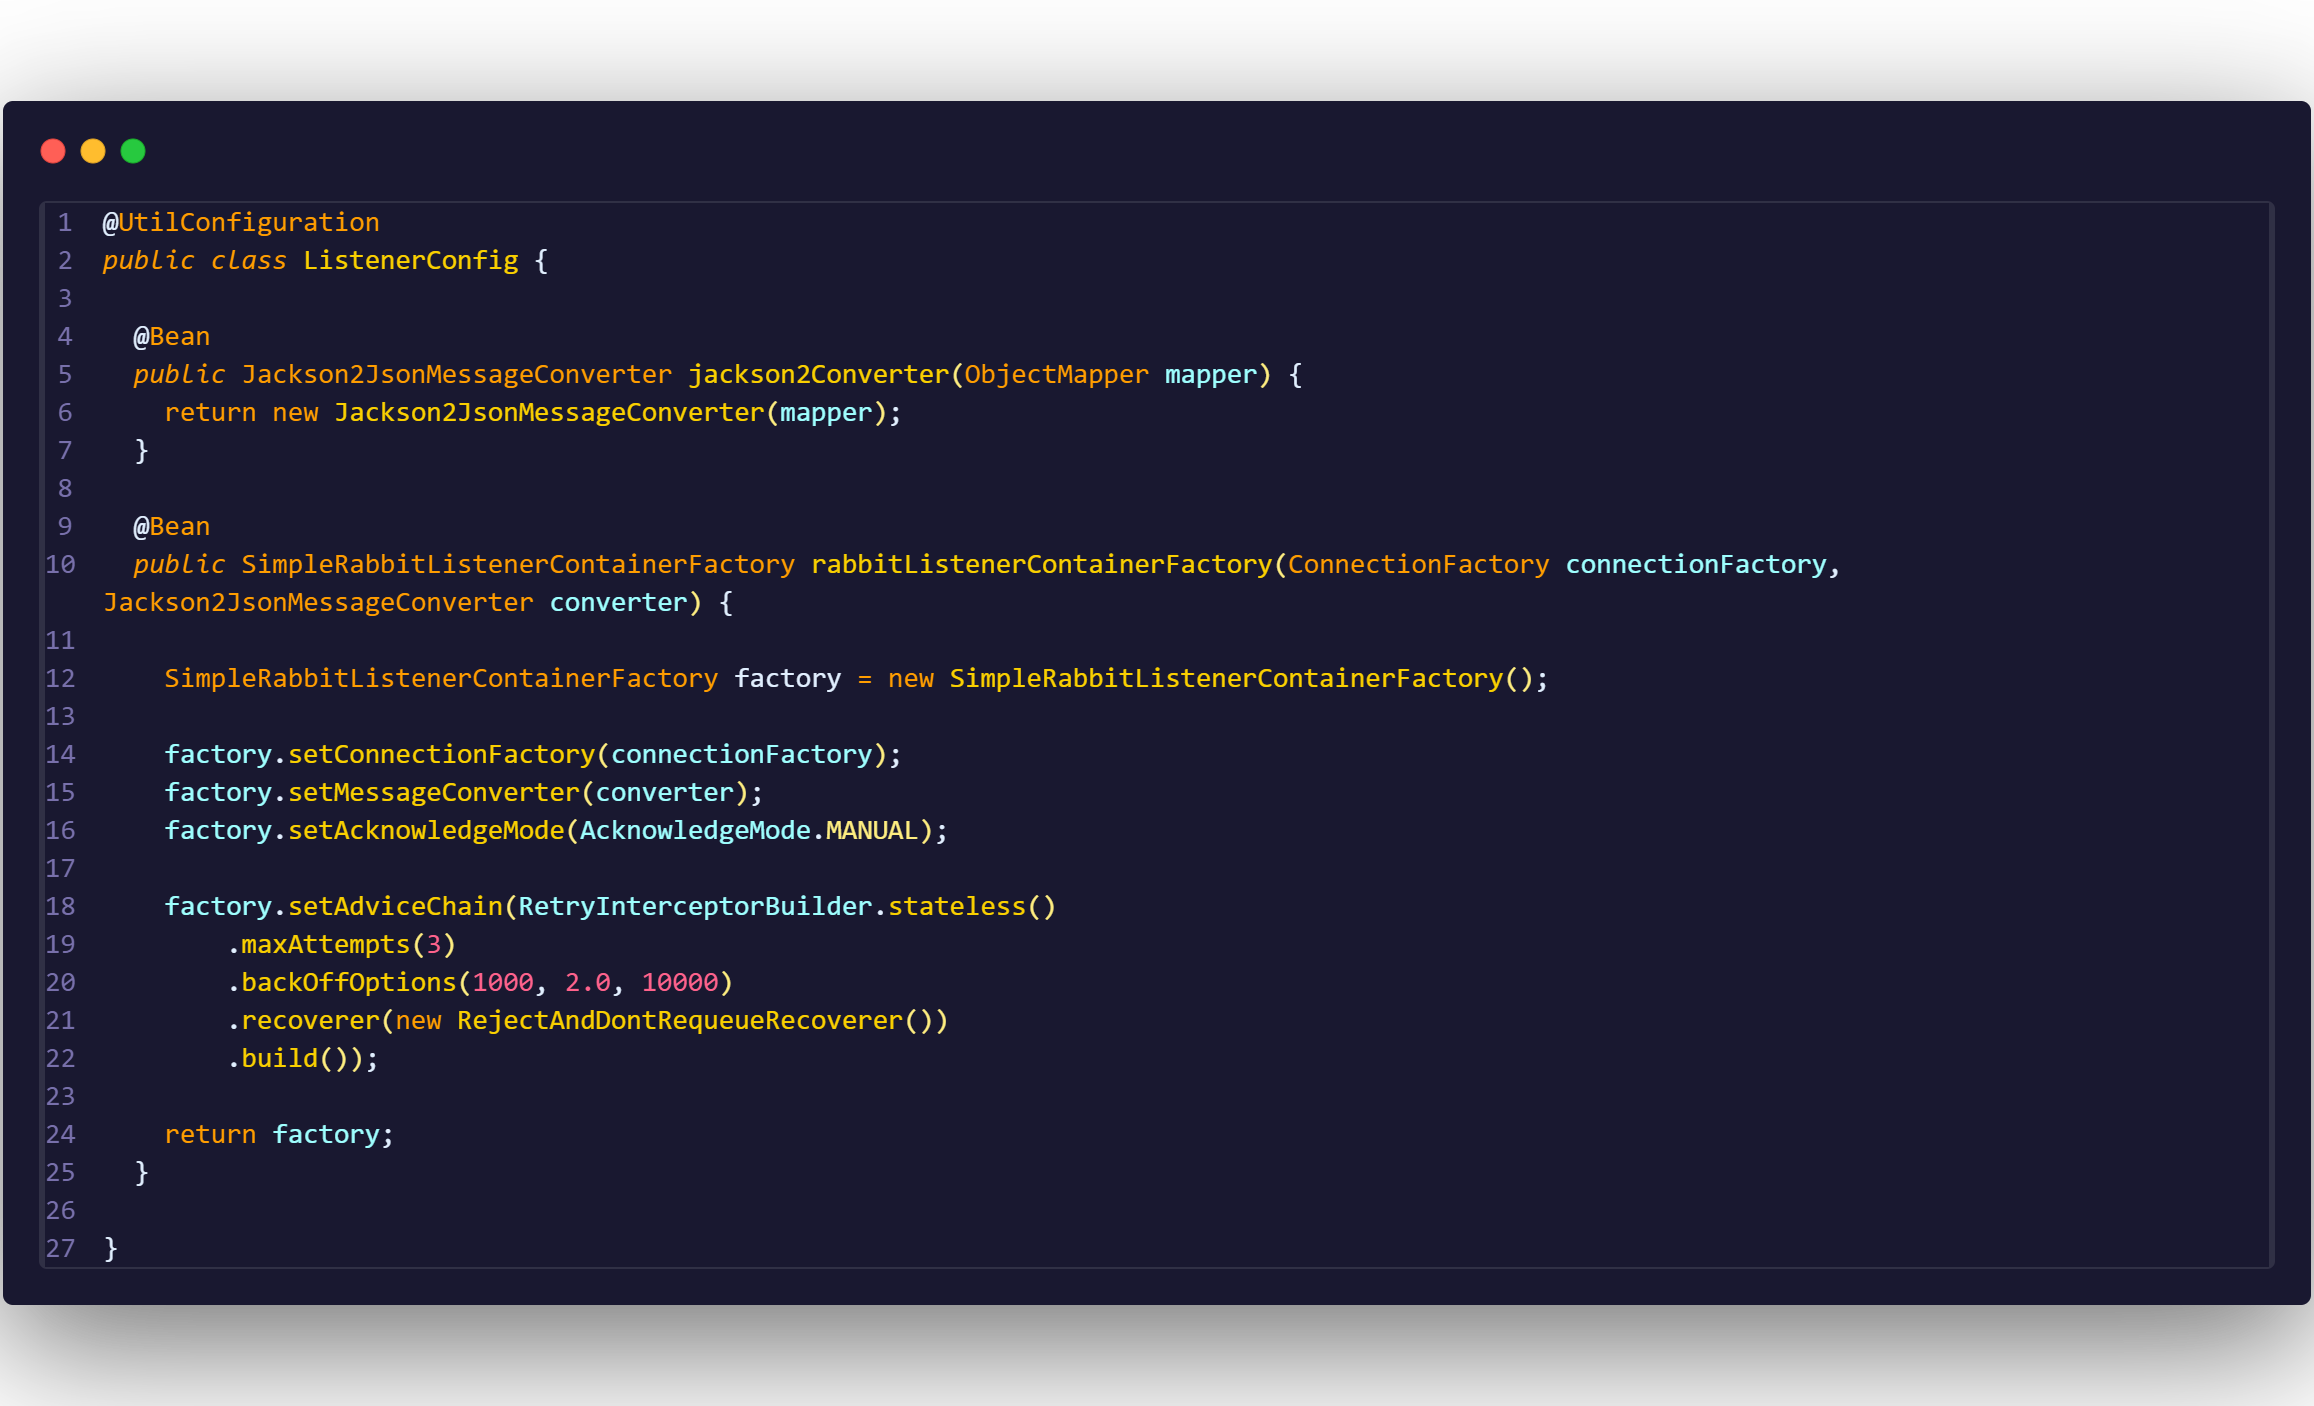 1 @UtilConfiguration
2 public class ListenerConfig {
3
4   @Bean
5   public Jackson2JsonMessageConverter jackson2Converter(ObjectMapper mapper) {
6     return new Jackson2JsonMessageConverter(mapper);
7   }
8
9   @Bean
10   public SimpleRabbitListenerContainerFactory rabbitListenerContainerFactory(ConnectionFactory connectionFactory,
Jackson2JsonMessageConverter converter) {
11
12     SimpleRabbitListenerContainerFactory factory = new SimpleRabbitListenerContainerFactory();
13
14     factory.setConnectionFactory(connectionFactory);
15     factory.setMessageConverter(converter);
16     factory.setAcknowledgeMode(AcknowledgeMode.MANUAL);
17
18     factory.setAdviceChain(RetryInterceptorBuilder.stateless()
19         .maxAttempts(3)
20         .backOffOptions(1000, 2.0, 10000)
21         .recoverer(new RejectAndDontRequeueRecoverer())
22         .build());
23
24     return factory;
25   }
26
27 }